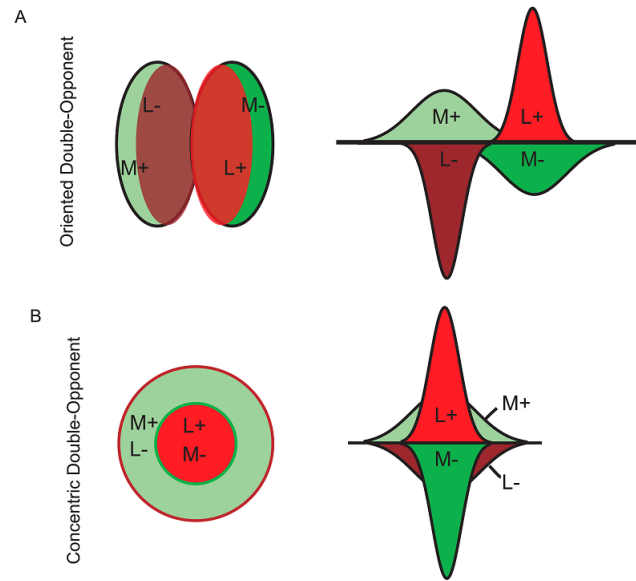 A
Oriented Double-Opponent
L-
M-
M+
L+
M+
L+
L-
M-
B
Concentric Double-Opponent
M+
L-
L+
M-
L+
M+
M-
L-